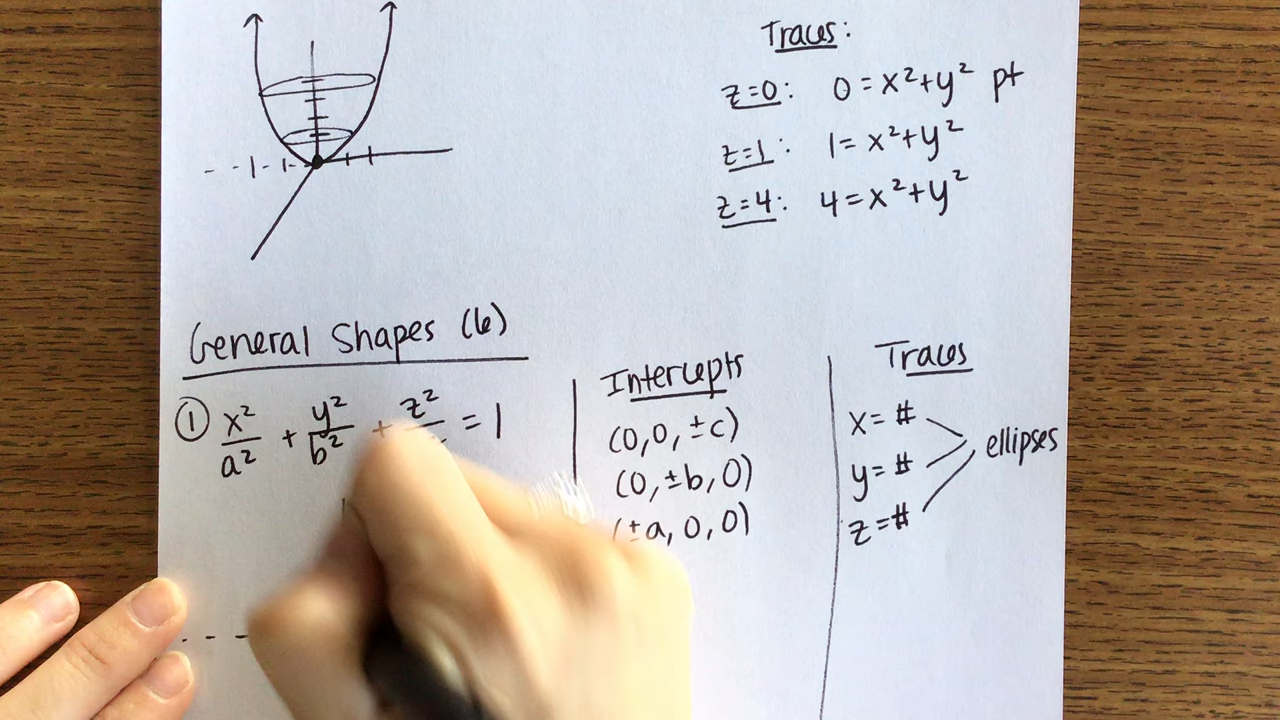 Traces:
z=0: 0=x²+y² pt
z=1: 1=x²+y²
z=4: 4=x²+y²
General Shapes (6)
① x²/a² + y²/b² + z² = 1
Intercepts
(0,0,±c)
(0,±b,0)
(±a,0,0)
Traces
x=#
y=#
z=#
ellipses